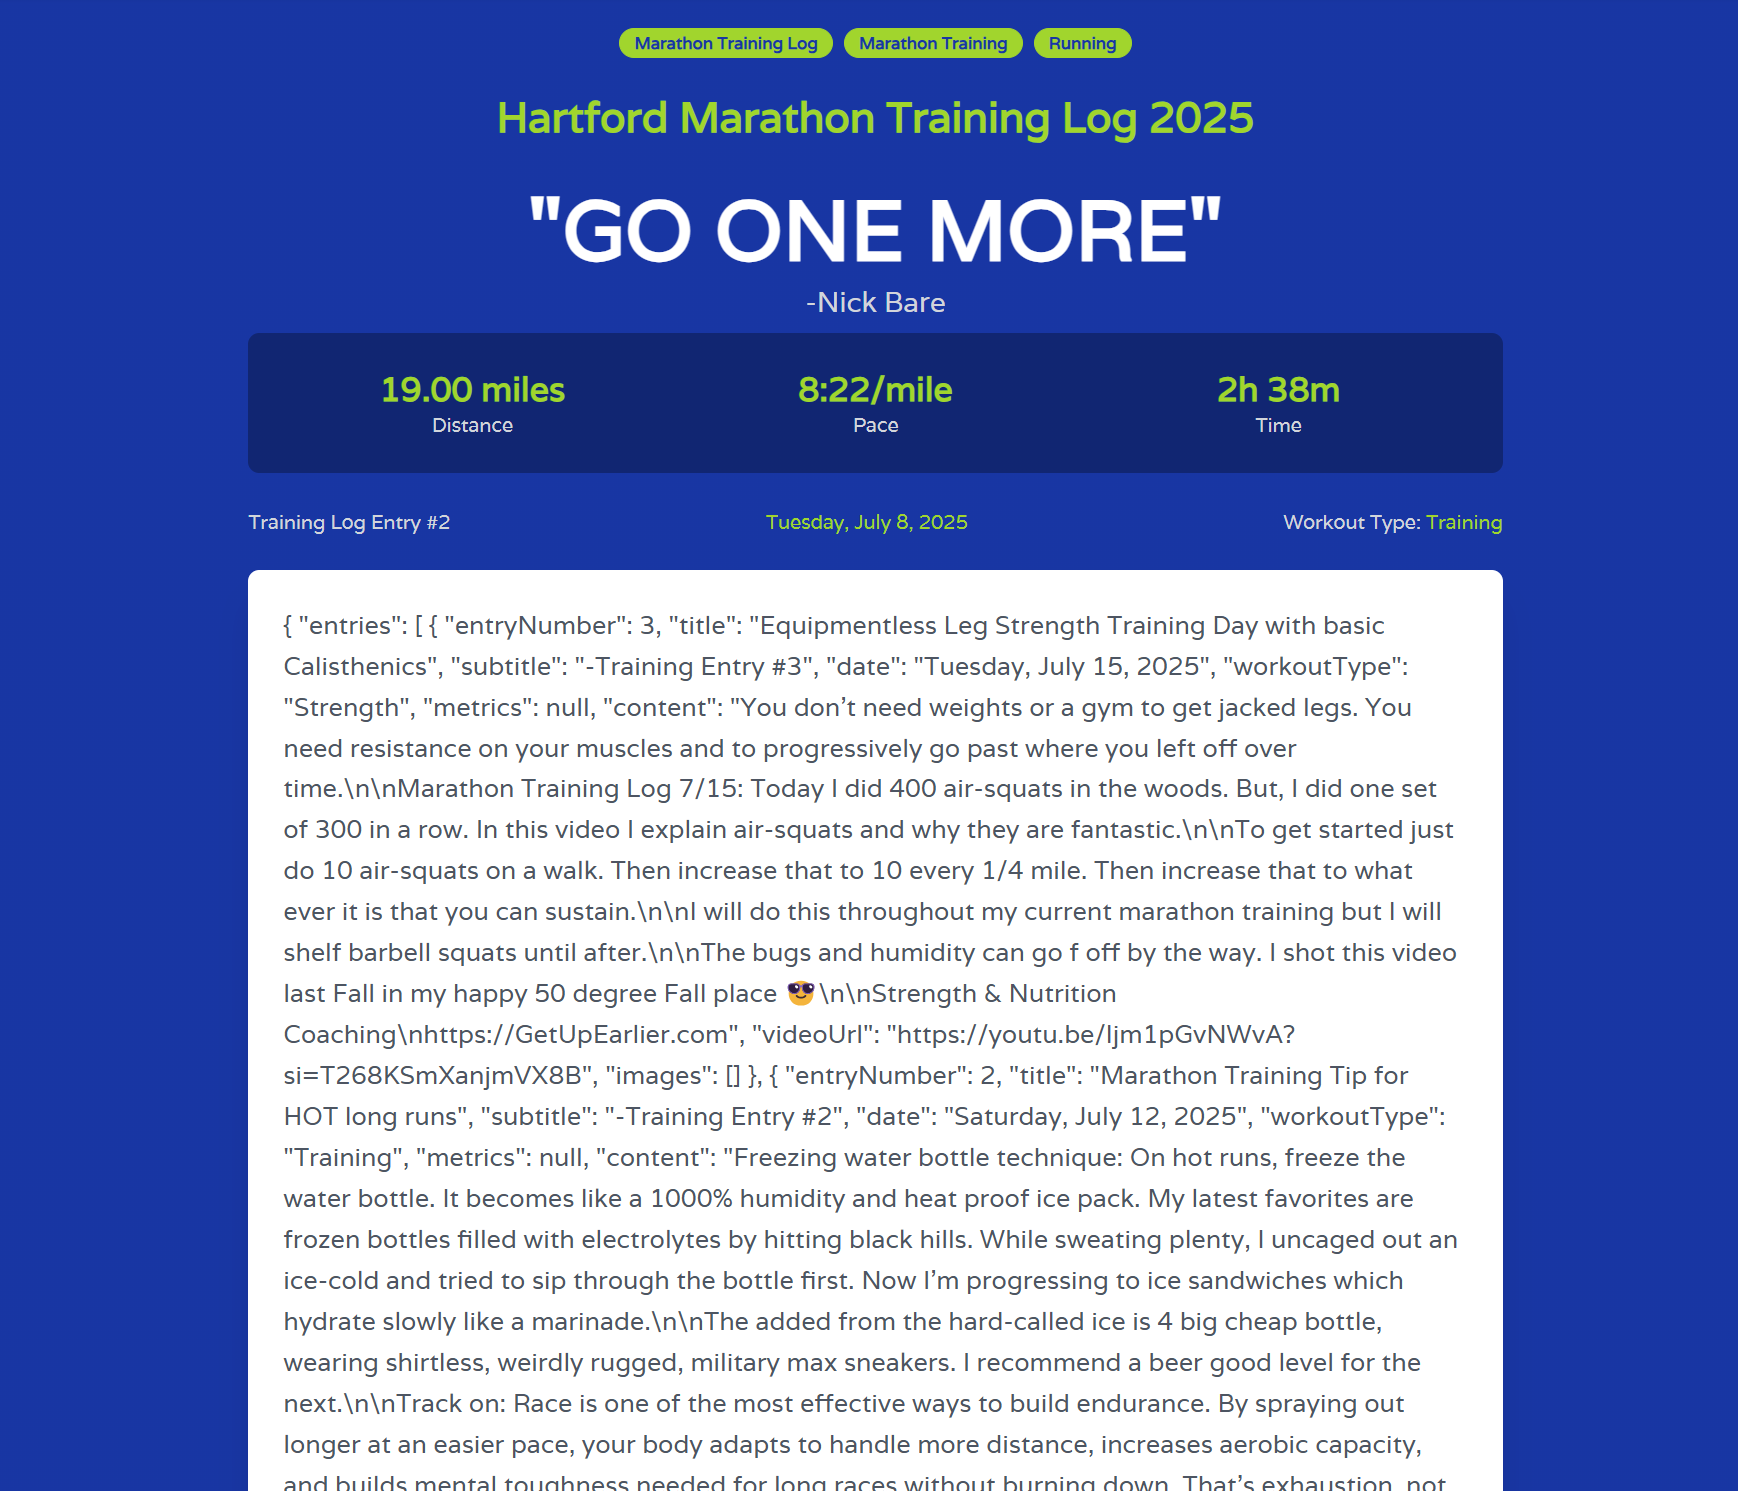 Marathon Training Log Marathon Training Running
Hartford Marathon Training Log 2025
"GO ONE MORE"
-Nick Bare
19.00 miles 8:22/mile 2h 38m
Distance Pace Time
Training Log Entry #2 Tuesday, July 8, 2025 Workout Type: Training
{ "entries": [ { "entryNumber": 3, "title": "Equipmentless Leg Strength Training Day with basic
Calisthenics", "subtitle": "-Training Entry #3", "date": "Tuesday, July 15, 2025", "workoutType":
"Strength", "metrics": null, "content": "You don’t need weights or a gym to get jacked legs. You
need resistance on your muscles and to progressively go past where you left off over
time.\n\nMarathon Training Log 7/15: Today I did 400 air-squats in the woods. But, I did one set
of 300 in a row. In this video I explain air-squats and why they are fantastic.\n\nTo get started just
do 10 air-squats on a walk. Then increase that to 10 every 1/4 mile. Then increase that to what
ever it is that you can sustain.\n\nI will do this throughout my current marathon training but I will
shelf barbell squats until after.\n\nThe bugs and humidity can go f off by the way. I shot this video
last Fall in my happy 50 degree Fall place 😎\n\nStrength & Nutrition
Coaching\nhttps://GetUpEarlier.com", "videoUrl": "https://youtu.be/Ijm1pGvNWvA?
si=T268KSmXanjmVX8B", "images": [] }, { "entryNumber": 2, "title": "Marathon Training Tip for
HOT long runs", "subtitle": "-Training Entry #2", "date": "Saturday, July 12, 2025", "workoutType":
"Training", "metrics": null, "content": "Freezing water bottle technique: On hot runs, freeze the
water bottle. It becomes like a 1000% humidity and heat proof ice pack. My latest favorites are
frozen bottles filled with electrolytes by hitting black hills. While sweating plenty, I uncaged out an
ice-cold and tried to sip through the bottle first. Now I’m progressing to ice sandwiches which
hydrate slowly like a marinade.\n\nThe added from the hard-called ice is 4 big cheap bottle,
wearing shirtless, weirdly rugged, military max sneakers. I recommend a beer good level for the
next.\n\nTrack on: Race is one of the most effective ways to build endurance. By spraying out
longer at an easier pace, your body adapts to handle more distance, increases aerobic capacity,
and builds mental toughness needed for long races without burning down. That’s exhaustion, not